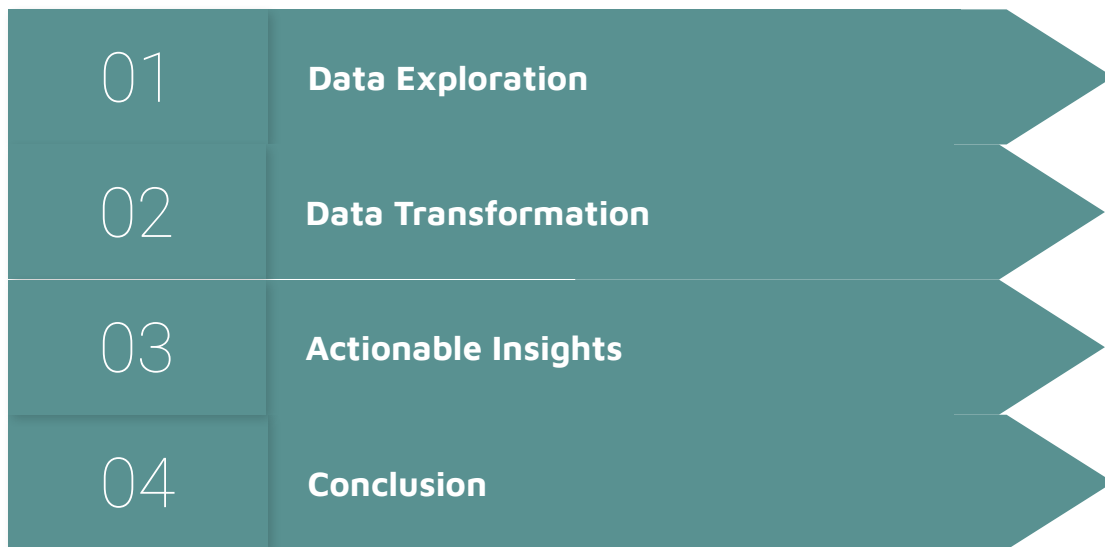 01
Data Exploration
02
Data Transformation
03
Actionable Insights
04
Conclusion